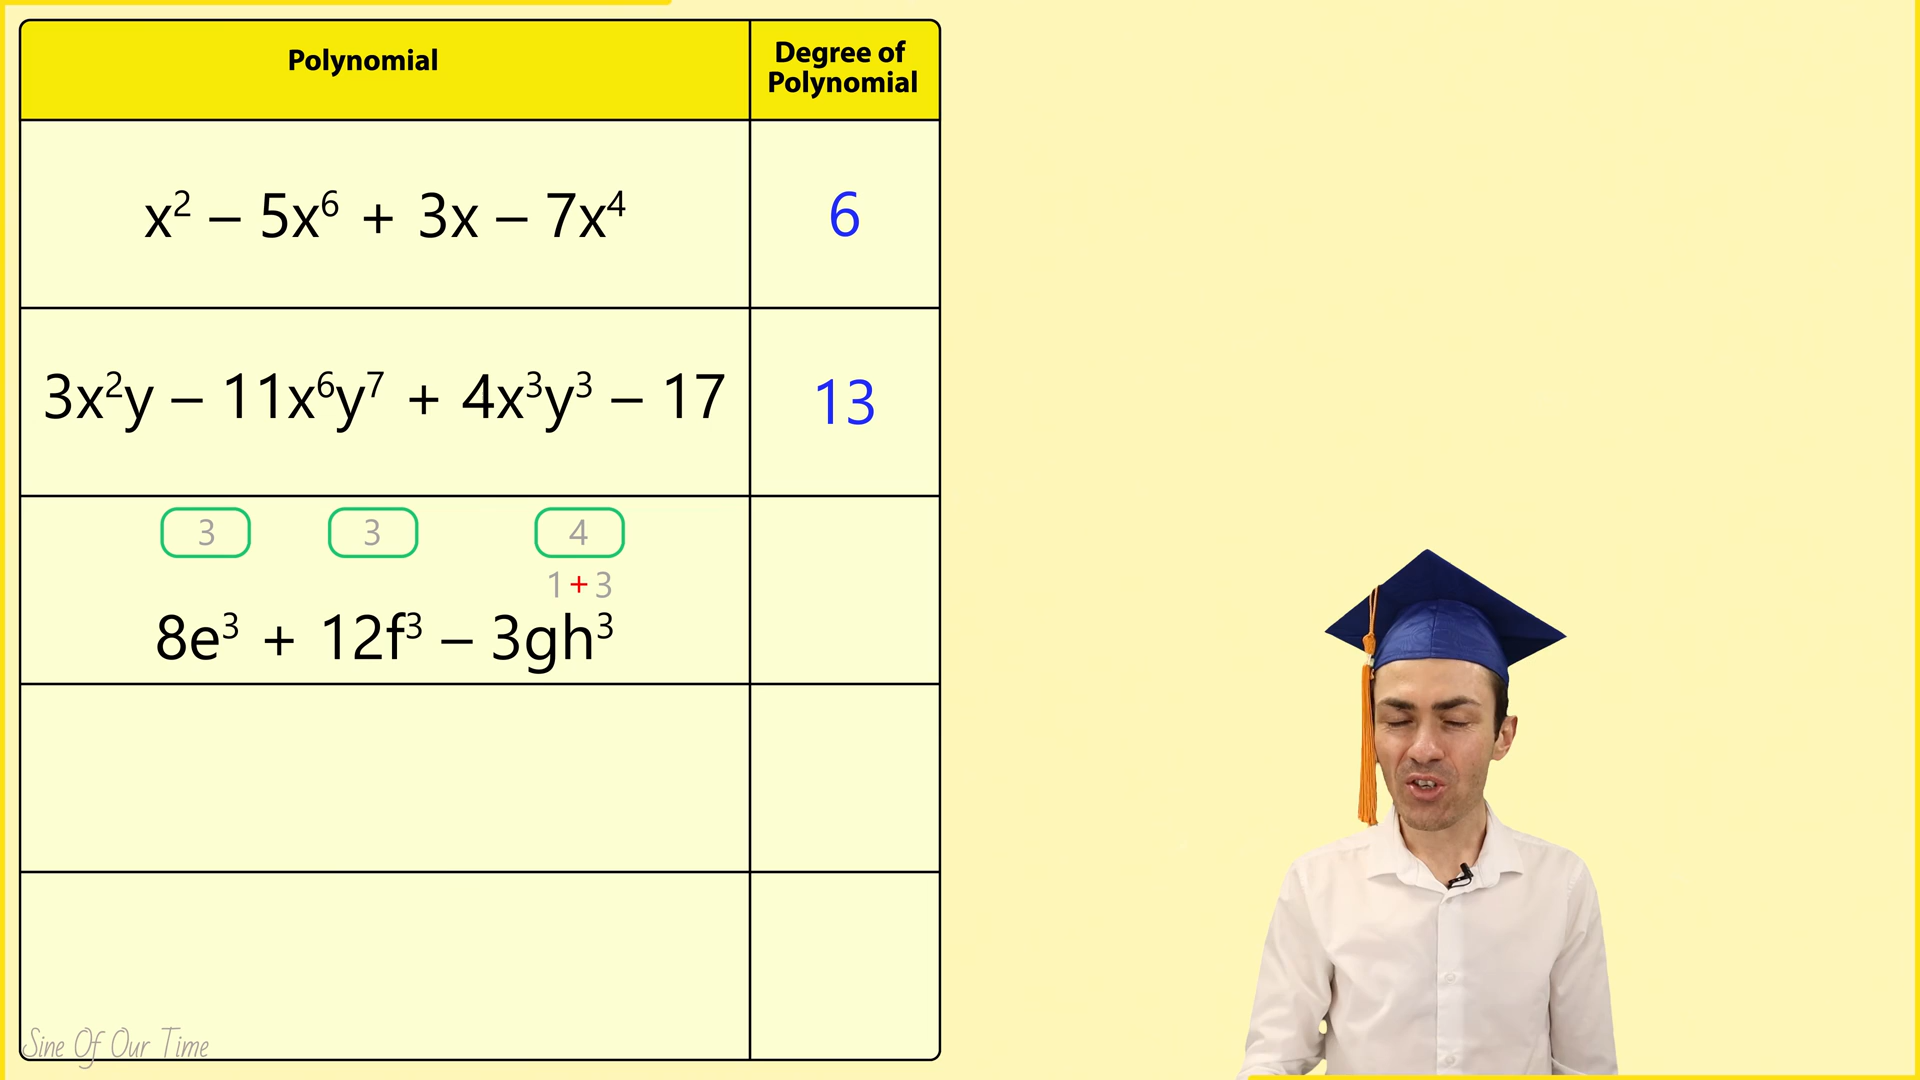 Polynomial
Degree of
Polynomial
x² – 5x⁶ + 3x – 7x⁴
6
3x²y – 11x⁶y⁷ + 4x³y³ – 17
13
3 3 4
1 + 3
8e³ + 12f³ – 3gh³
Sine Of Our Time